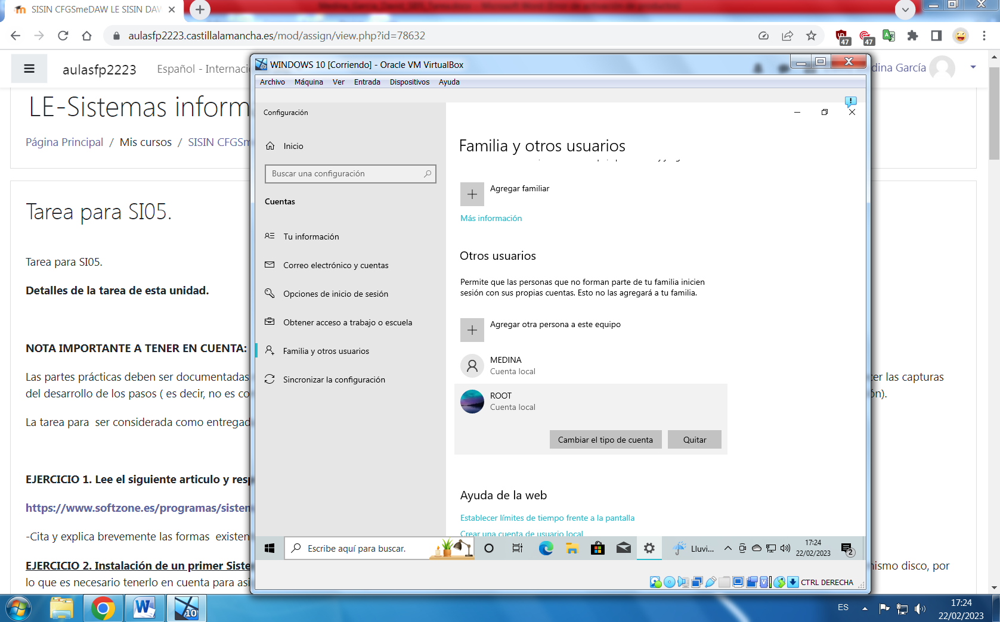 SISIN CFGSmeDAW LE SISIN DAW
aulasfp2223.castillalamancha.es/mod/assign/view.php?id=78632
47
47
aulasfp2223
Español - Internaci
dina García
LE-Sistemas inform
Página Principal / Mis cursos / SISIN CFGSm
Tarea para SI05.
Tarea para SI05.
Detalles de la tarea de esta unidad.
NOTA IMPORTANTE A TENER EN CUENTA:
Las partes prácticas deben ser documentadas
cer las capturas
del desarrollo de los pasos ( es decir, no es co
ón).
La tarea para ser considerada como entregad
EJERCICIO 1. Lee el siguiente articulo y resp
https://www.softzone.es/programas/sistem
-Cita y explica brevemente las formas existen
EJERCICIO 2. Instalación de un primer Siste
nismo disco, por
lo que es necesario tenerlo en cuenta para asi
WINDOWS 10 [Corriendo] - Oracle VM VirtualBox
Archivo Máquina Ver Entrada Dispositivos Ayuda
Configuración
Inicio
Buscar una configuración
Cuentas
Tu información
Correo electrónico y cuentas
Opciones de inicio de sesión
Obtener acceso a trabajo o escuela
Familia y otros usuarios
Sincronizar la configuración
Familia y otros usuarios
Agregar familiar
Más información
Otros usuarios
Permite que las personas que no forman parte de tu familia inicien
sesión con sus propias cuentas. Esto no las agregará a tu familia.
Agregar otra persona a este equipo
MEDINA
Cuenta local
ROOT
Cuenta local
Cambiar el tipo de cuenta
Quitar
Ayuda de la web
Establecer límites de tiempo frente a la pantalla
Crear una cuenta de usuario local
Escribe aquí para buscar.
Lluvi...
17:24
22/02/2023
2
CTRL DERECHA
10
ES
17:24
22/02/2023